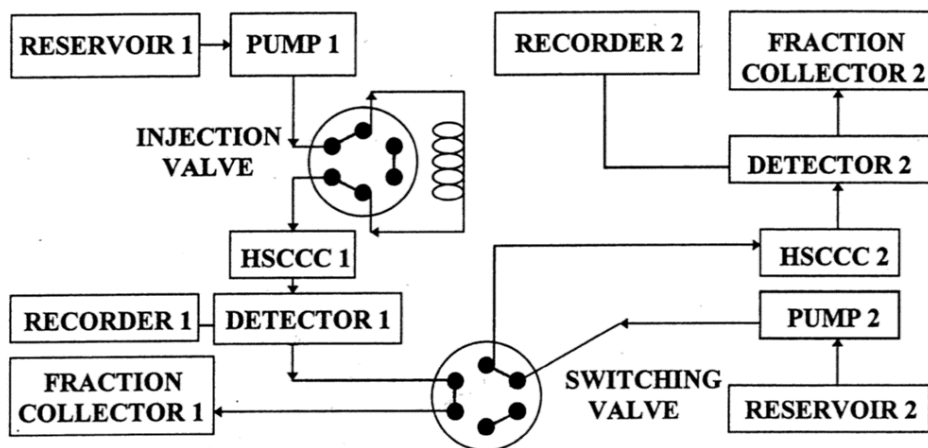 RESERVOIR 1
PUMP 1
RECORDER 2
FRACTION
COLLECTOR 2
INJECTION
VALVE
DETECTOR 2
HSCCC 1
HSCCC 2
RECORDER 1
DETECTOR 1
PUMP 2
FRACTION
COLLECTOR 1
SWITCHING
VALVE
RESERVOIR 2